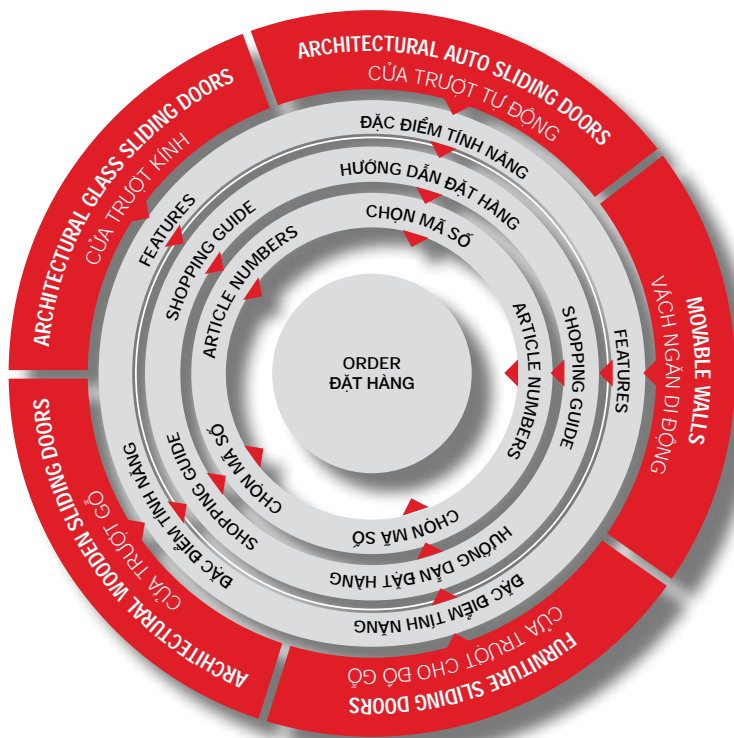 ARCHITECTURAL AUTO SLIDING DOORS
CỬA TRƯỢT TỰ ĐỘNG
ARCHITECTURAL GLASS SLIDING DOORS
CỬA TRƯỢT KÍNH
MOVABLE WALLS
VÁCH NGĂN DI ĐỘNG
ARCHITECTURAL WOODEN SLIDING DOORS
CỬA TRƯỢT GỖ
FURNITURE SLIDING DOORS
CỬA TRƯỢT CHO ĐỒ GỖ
ĐẶC ĐIỂM TÍNH NĂNG
HƯỚNG DẪN ĐẶT HÀNG
CHỌN MÃ SỐ
FEATURES
SHOPPING GUIDE
ARTICLE NUMBERS
ARTICLE NUMBERS
SHOPPING GUIDE
FEATURES
ORDER
ĐẶT HÀNG
CHỌN MÃ SỐ
SHOPPING GUIDE
ĐẶC ĐIỂM TÍNH NĂNG
CHỌN MÃ SỐ
HƯỚNG DẪN ĐẶT HÀNG
ĐẶC ĐIỂM TÍNH NĂNG